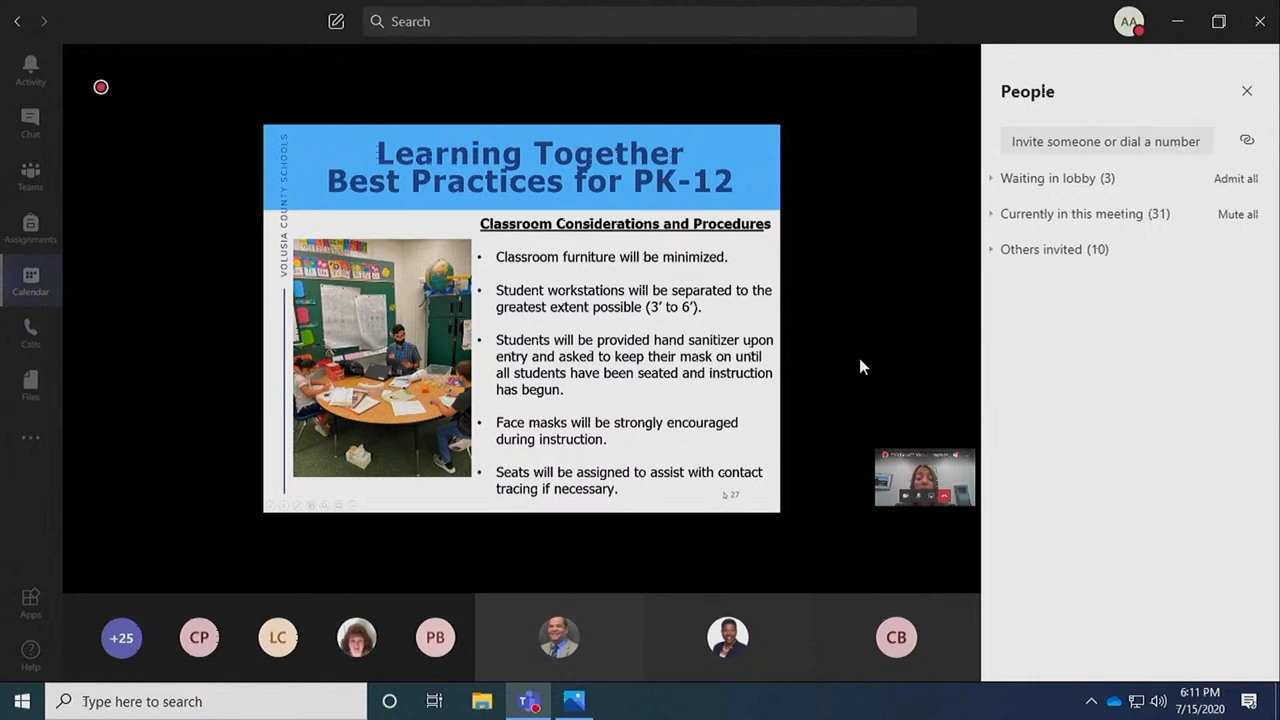 Search
AA
Activity
Chat
Teams
Assignments
Calendar
Calls
Files
Apps
Help
VOLUSIA COUNTY SCHOOLS
Learning Together
Best Practices for PK-12
Classroom Considerations and Procedures
• Classroom furniture will be minimized.
• Student workstations will be separated to the
greatest extent possible (3’ to 6’).
• Students will be provided hand sanitizer upon
entry and asked to keep their mask on until
all students have been seated and instruction
has begun.
• Face masks will be strongly encouraged
during instruction.
• Seats will be assigned to assist with contact
tracing if necessary.
27
People
Invite someone or dial a number
Waiting in lobby (3)
Admit all
Currently in this meeting (31)
Mute all
Others invited (10)
+25
CP
LC
PB
CB
Type here to search
6:11 PM
7/15/2020